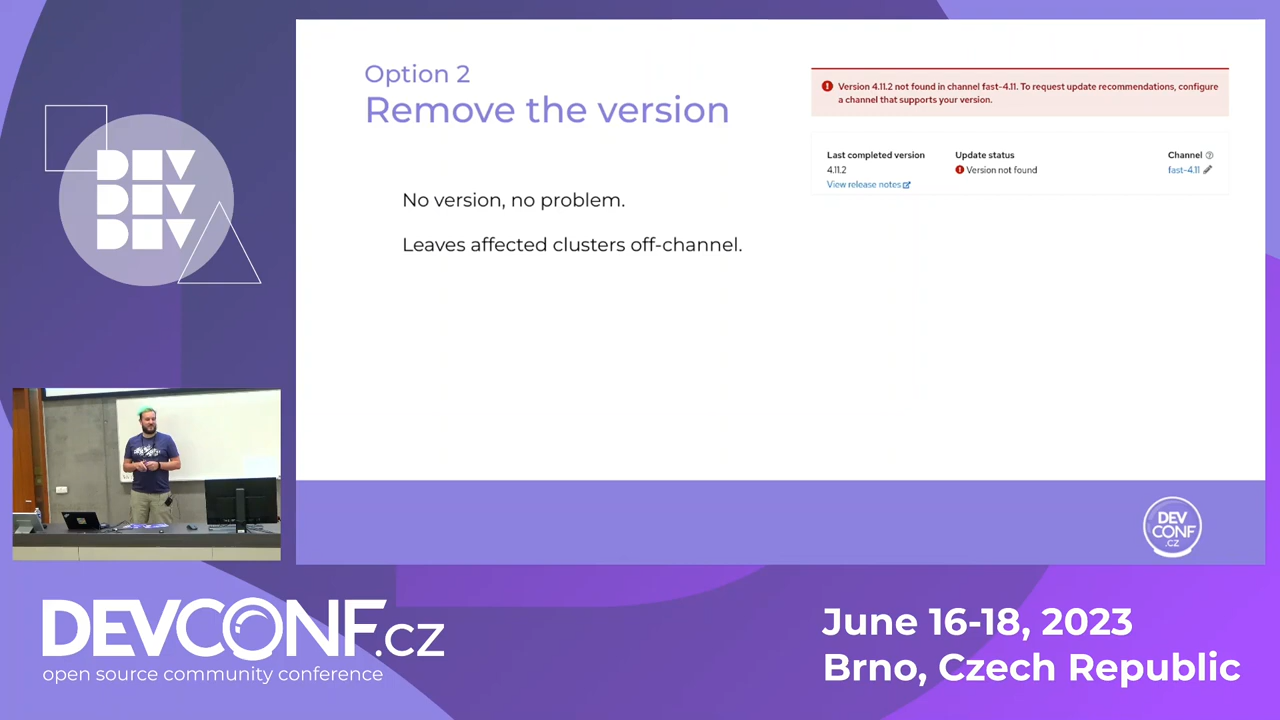 DEV
DEV
DEV
Option 2
Remove the version
No version, no problem.
Leaves affected clusters off-channel.
Version 4.11.2 not found in channel fast-4.11. To request update recommendations, configure
a channel that supports your version.
Last completed version
4.11.2
View release notes
Update status
Version not found
Channel
fast-4.11
DEV
CONF
.CZ
DEVCONF.cz
open source community conference
June 16-18, 2023
Brno, Czech Republic